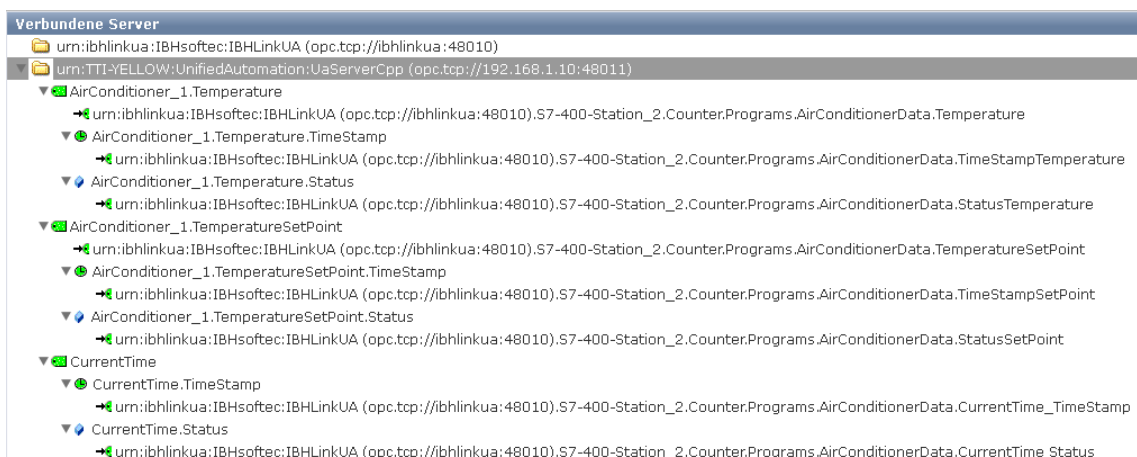 Verbundene Server
urn:ibhlinkua:IBHsoftec:IBHLinkUA (opc.tcp://ibhlinkua:48010)
urn:TTI-YELLOW:UnifiedAutomation:UaServerCpp (opc.tcp://192.168.1.10:48011)
AirConditioner_1.Temperature
urn:ibhlinkua:IBHsoftec:IBHLinkUA (opc.tcp://ibhlinkua:48010).S7-400-Station_2.Counter.Programs.AirConditionerData.Temperature
AirConditioner_1.Temperature.TimeStamp
urn:ibhlinkua:IBHsoftec:IBHLinkUA (opc.tcp://ibhlinkua:48010).S7-400-Station_2.Counter.Programs.AirConditionerData.TimeStampTemperature
AirConditioner_1.Temperature.Status
urn:ibhlinkua:IBHsoftec:IBHLinkUA (opc.tcp://ibhlinkua:48010).S7-400-Station_2.Counter.Programs.AirConditionerData.StatusTemperature
AirConditioner_1.TemperatureSetPoint
urn:ibhlinkua:IBHsoftec:IBHLinkUA (opc.tcp://ibhlinkua:48010).S7-400-Station_2.Counter.Programs.AirConditionerData.TemperatureSetPoint
AirConditioner_1.TemperatureSetPoint.TimeStamp
urn:ibhlinkua:IBHsoftec:IBHLinkUA (opc.tcp://ibhlinkua:48010).S7-400-Station_2.Counter.Programs.AirConditionerData.TimeStampSetPoint
AirConditioner_1.TemperatureSetPoint.Status
urn:ibhlinkua:IBHsoftec:IBHLinkUA (opc.tcp://ibhlinkua:48010).S7-400-Station_2.Counter.Programs.AirConditionerData.StatusSetPoint
CurrentTime
CurrentTime.TimeStamp
urn:ibhlinkua:IBHsoftec:IBHLinkUA (opc.tcp://ibhlinkua:48010).S7-400-Station_2.Counter.Programs.AirConditionerData.CurrentTime_TimeStamp
CurrentTime.Status
urn:ibhlinkua:IBHsoftec:IBHLinkUA (opc.tcp://ibhlinkua:48010).S7-400-Station_2.Counter.Programs.AirConditionerData.CurrentTime_Status